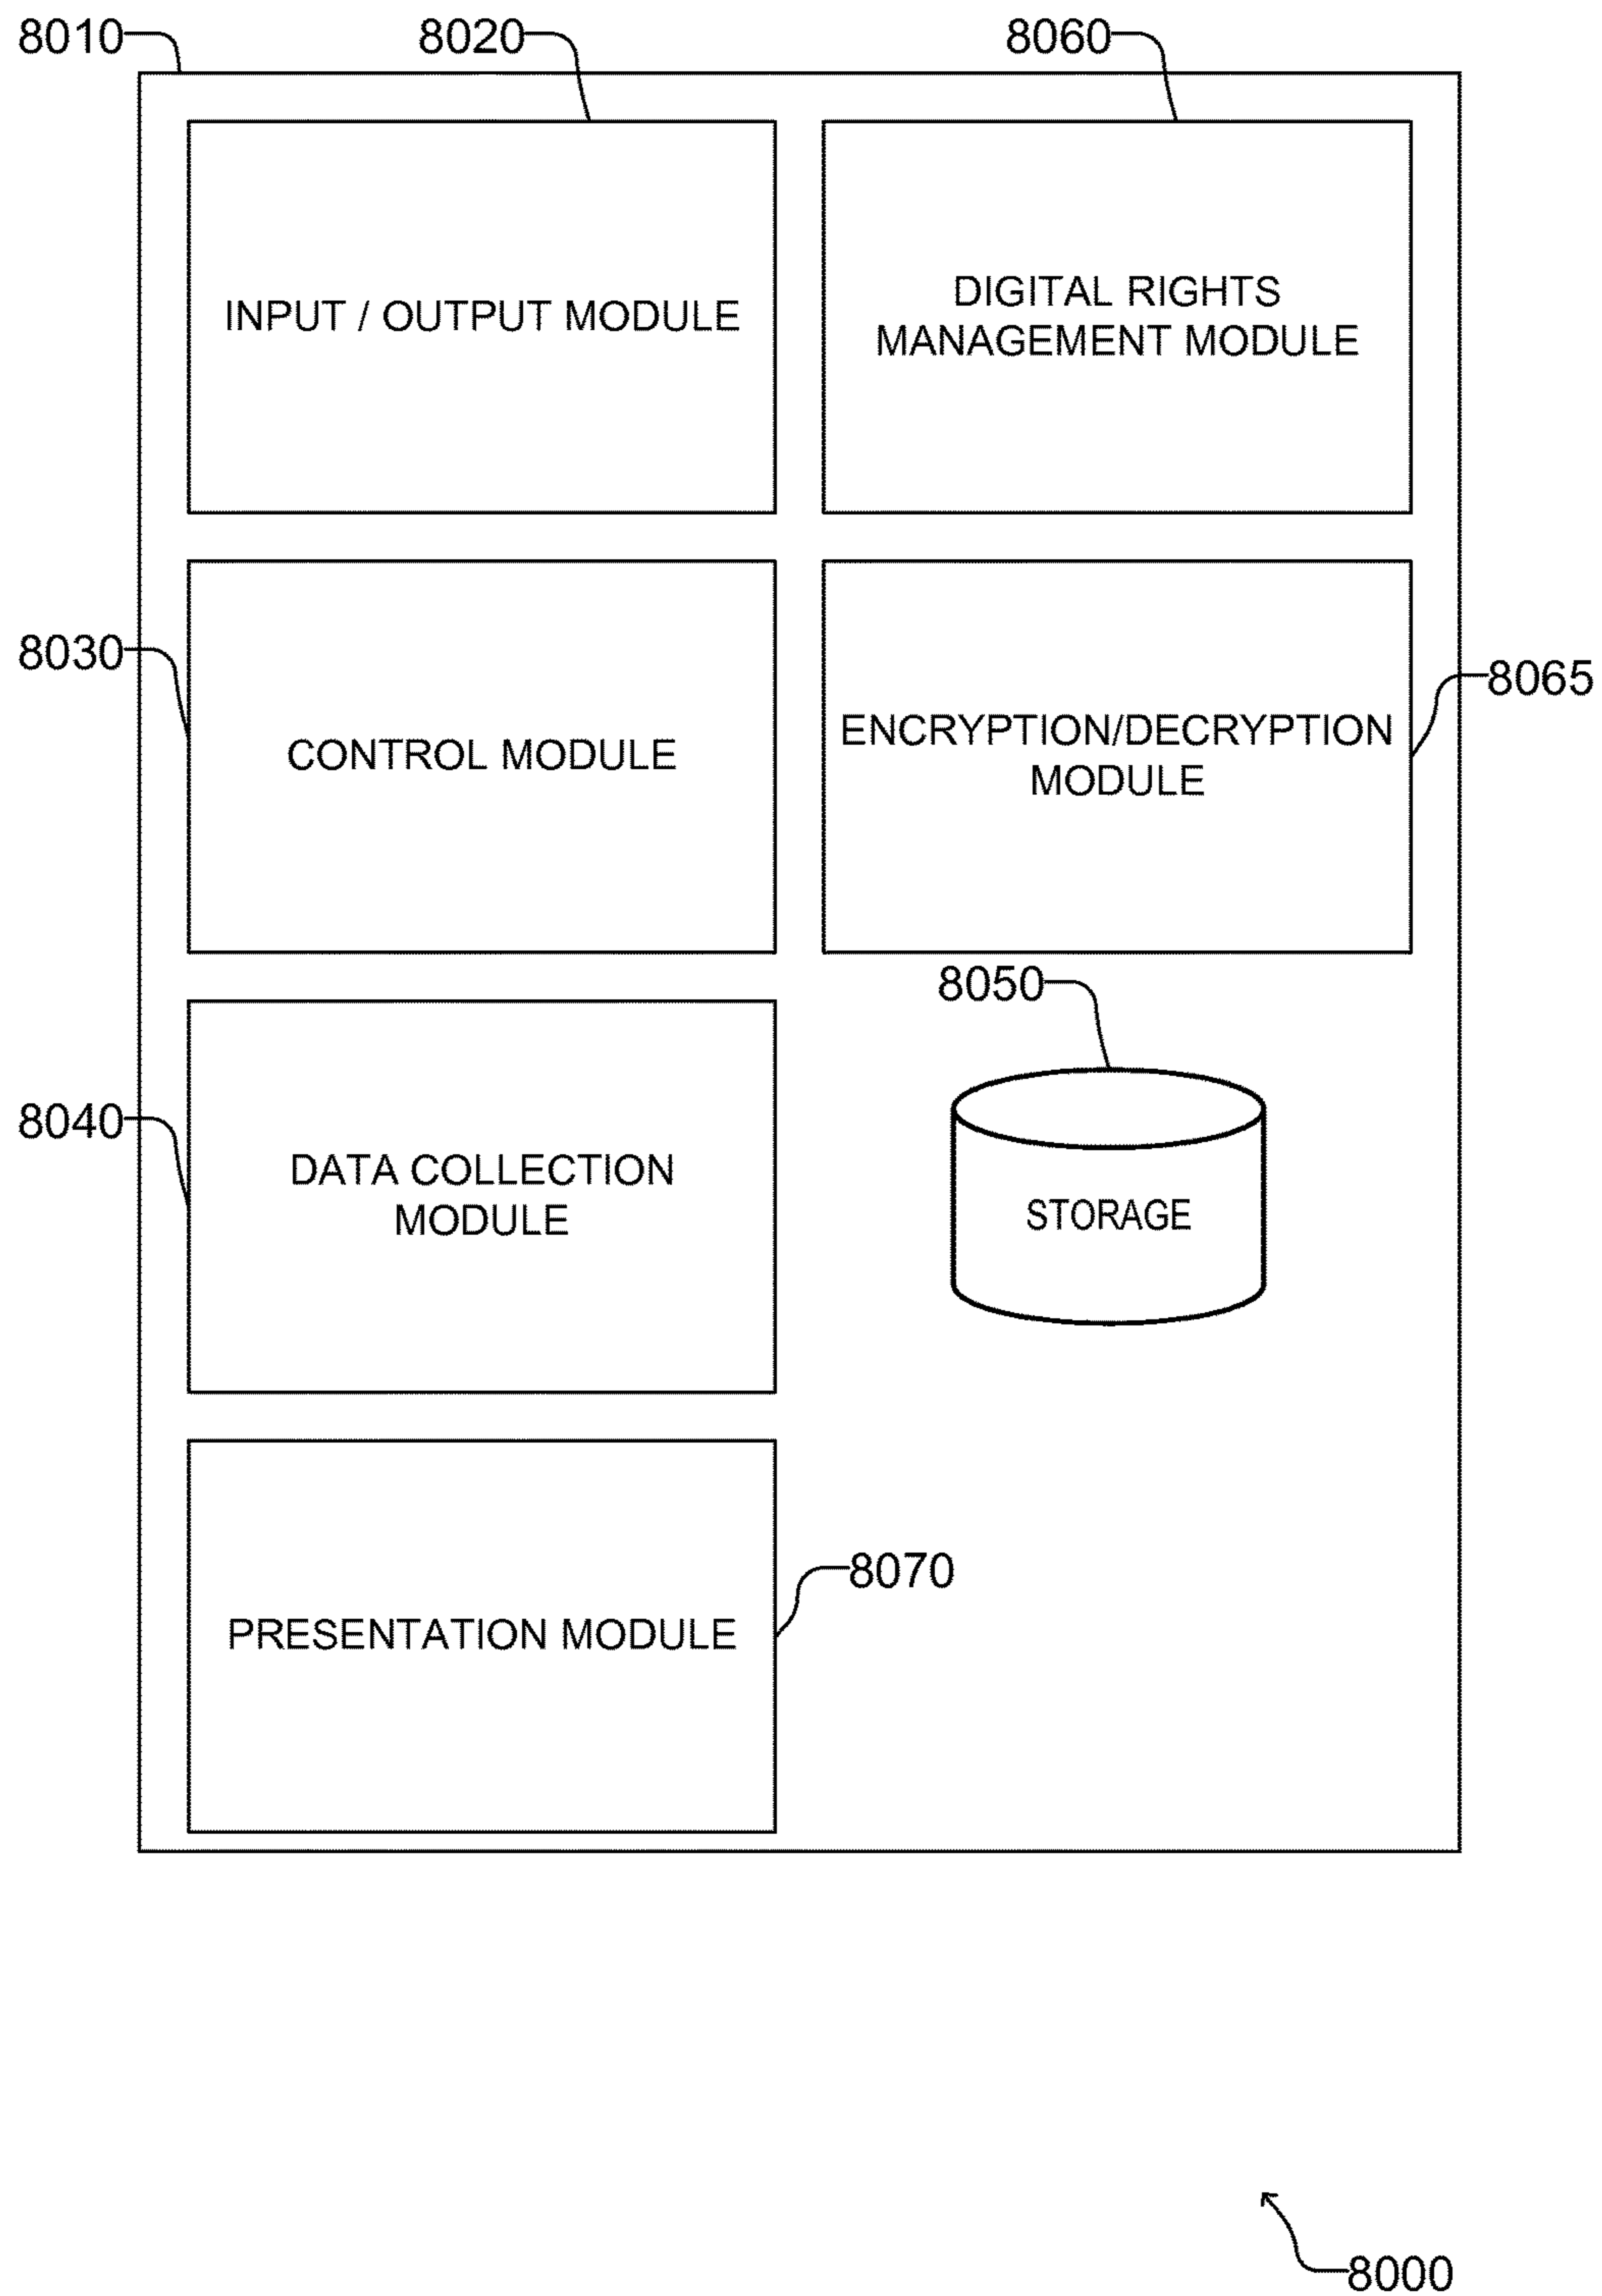 8010
8020
8060
INPUT / OUTPUT MODULE
DIGITAL RIGHTS
MANAGEMENT MODULE
8030
CONTROL MODULE
ENCRYPTION/DECRYPTION
MODULE
8065
8040
DATA COLLECTION
MODULE
8050
STORAGE
PRESENTATION MODULE
8070
8000